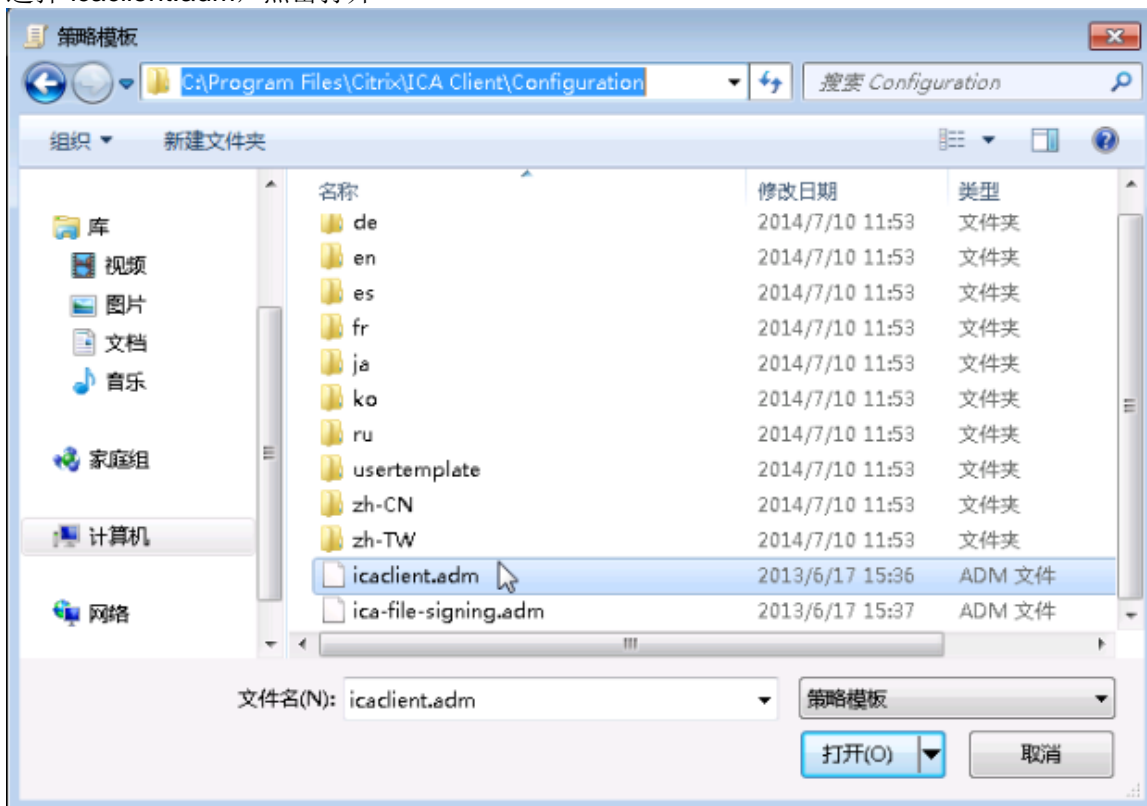 选择 icaclient.adm，点击打开
策略模板
C:\Program Files\Citrix\ICA Client\Configuration
搜索 Configuration
组织
新建文件夹
名称 修改日期 类型
库
视频
图片
文档
音乐
家庭组
计算机
网络
de 2014/7/10 11:53 文件夹
en 2014/7/10 11:53 文件夹
es 2014/7/10 11:53 文件夹
fr 2014/7/10 11:53 文件夹
ja 2014/7/10 11:53 文件夹
ko 2014/7/10 11:53 文件夹
ru 2014/7/10 11:53 文件夹
usertemplate 2014/7/10 11:53 文件夹
zh-CN 2014/7/10 11:53 文件夹
zh-TW 2014/7/10 11:53 文件夹
icaclient.adm 2013/6/17 15:36 ADM 文件
ica-file-signing.adm 2013/6/17 15:37 ADM 文件
文件名(N): icaclient.adm 策略模板
打开(O) 取消